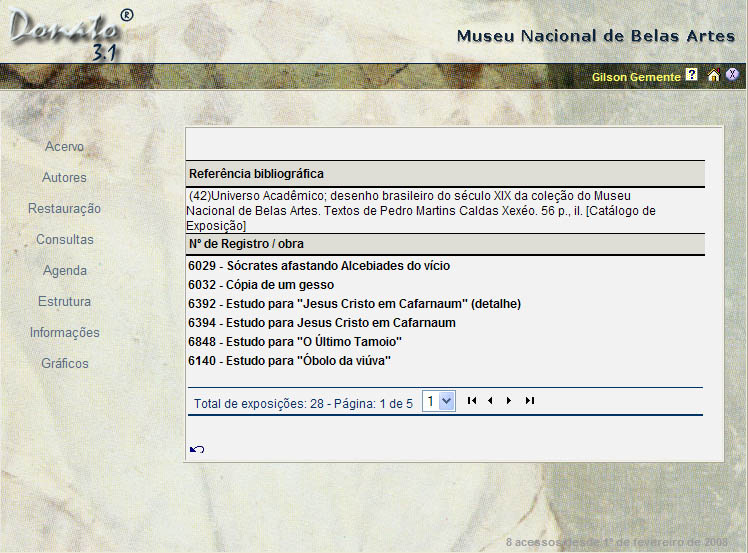 Donato®
3.1
Museu Nacional de Belas Artes
Gilson Gemente ? X
Acervo
Autores
Restauração
Consultas
Agenda
Estrutura
Informações
Gráficos
Referência bibliográfica
(42)Universo Acadêmico; desenho brasileiro do século XIX da coleção do Museu
Nacional de Belas Artes. Textos de Pedro Martins Caldas Xexéo. 56 p., il. [Catálogo de
Exposição]
Nº de Registro / obra
6029 - Sócrates afastando Alcebiades do vício
6032 - Cópia de um gesso
6392 - Estudo para "Jesus Cristo em Cafarnaum" (detalhe)
6394 - Estudo para Jesus Cristo em Cafarnaum
6848 - Estudo para "O Último Tamoio"
6140 - Estudo para "Óbolo da viúva"
Total de exposições: 28 - Página: 1 de 5 1
8 acessos desde 1º de fevereiro de 2008